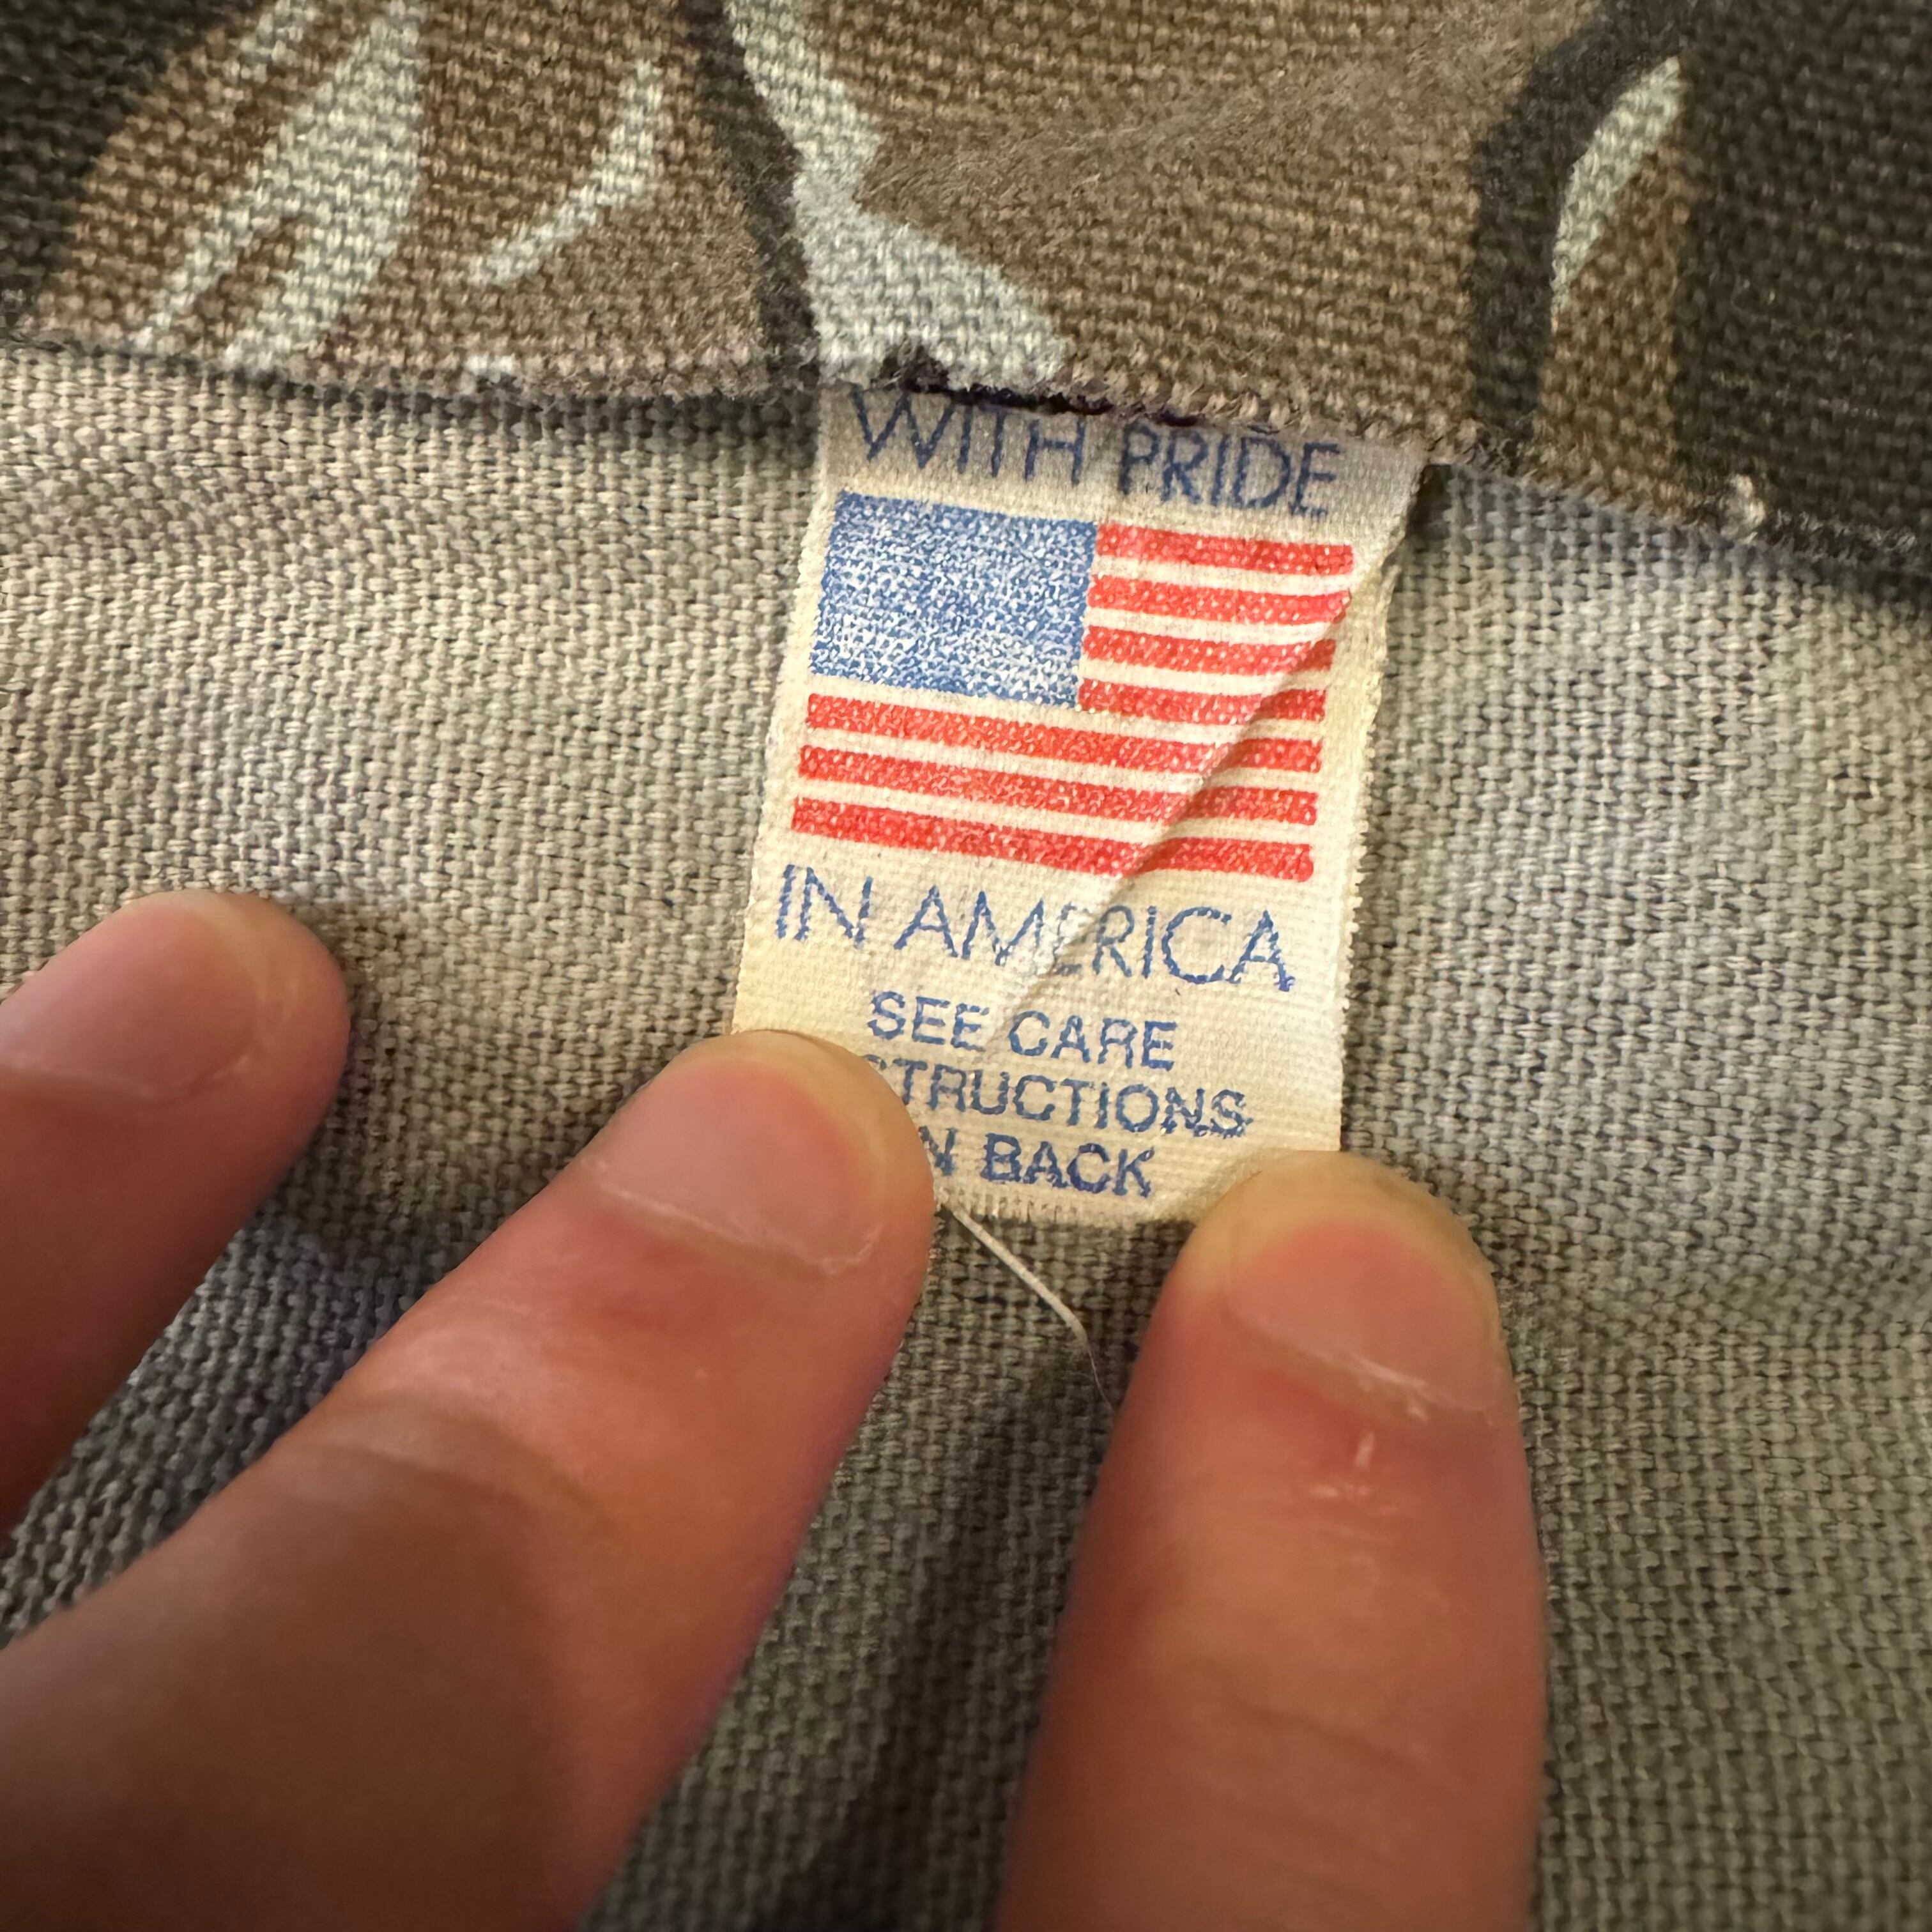 WITH PRIDE
IN AMERICA
SEE CARE
STRUCTIONS
N BACK